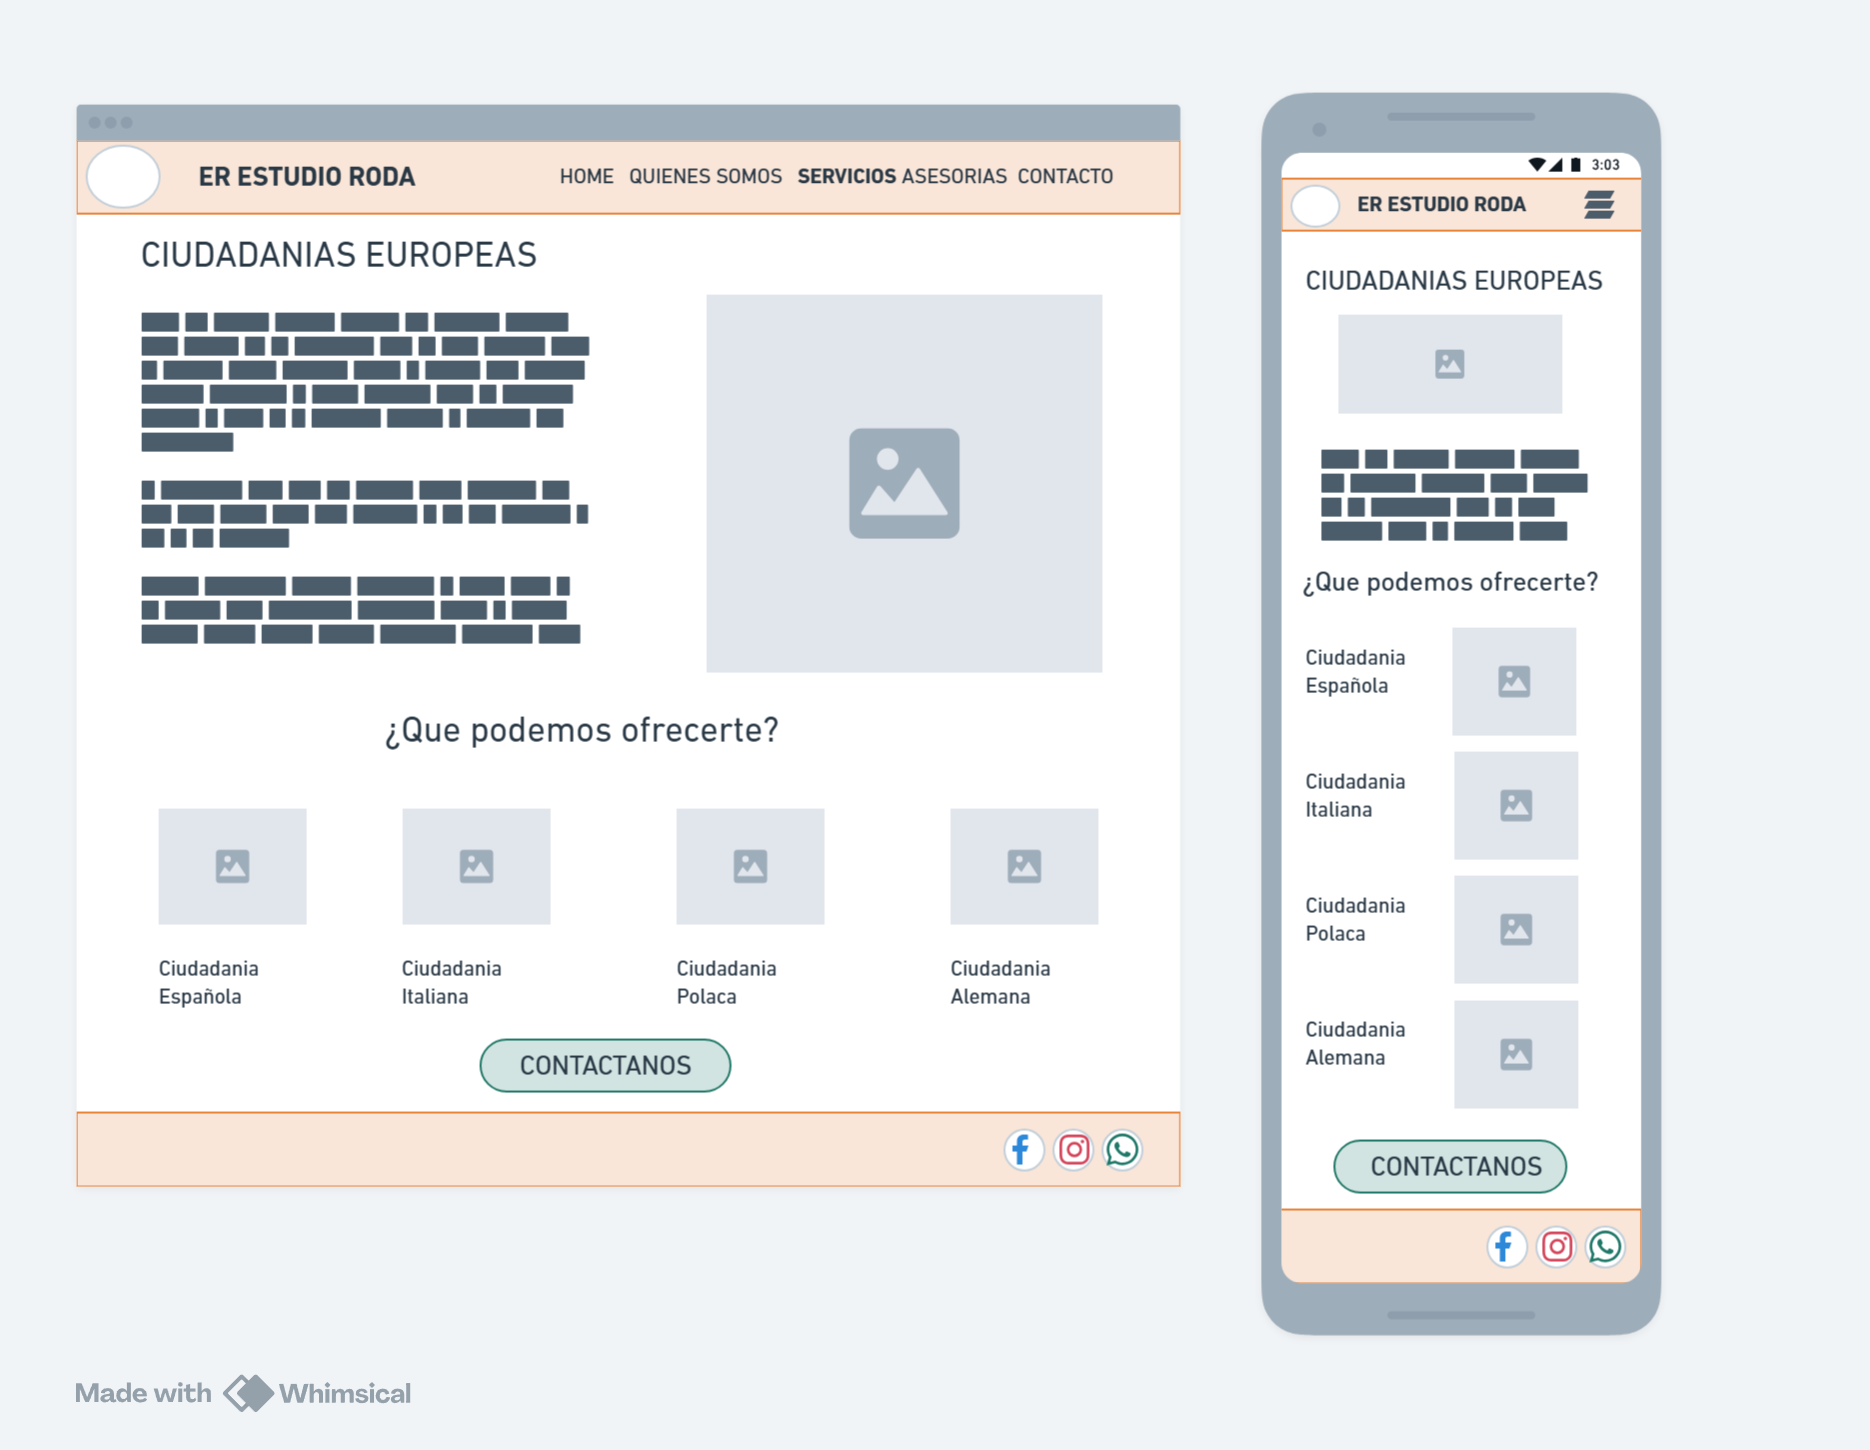 ER ESTUDIO RODA
HOME QUIENES SOMOS SERVICIOS ASESORIAS CONTACTO
CIUDADANIAS EUROPEAS
¿Que podemos ofrecerte?
Ciudadania
Española
Ciudadania
Italiana
Ciudadania
Polaca
Ciudadania
Alemana
CONTACTANOS
3:03
ER ESTUDIO RODA
CIUDADANIAS EUROPEAS
¿Que podemos ofrecerte?
Ciudadania
Española
Ciudadania
Italiana
Ciudadania
Polaca
Ciudadania
Alemana
CONTACTANOS
Made with Whimsical